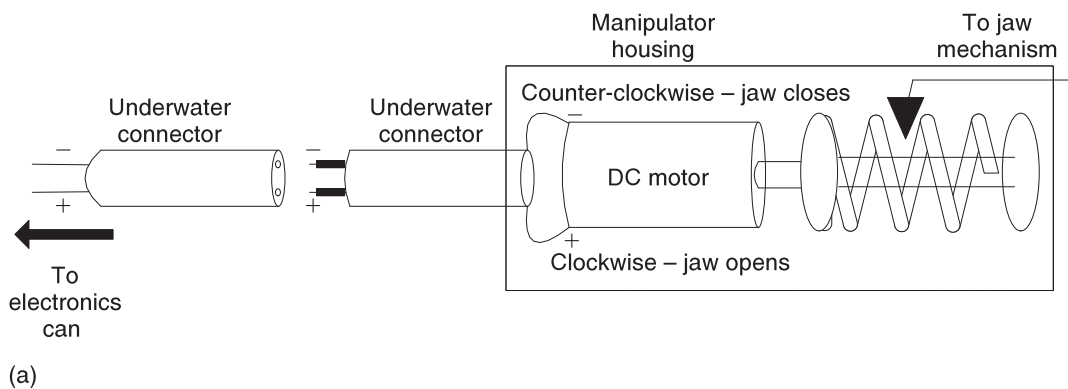 Manipulator
housing
To jaw
mechanism
Underwater
connector
Underwater
connector
Counter-clockwise – jaw closes
−
−
−
DC motor
+
+
+
Clockwise – jaw opens
To
electronics
can
(a)